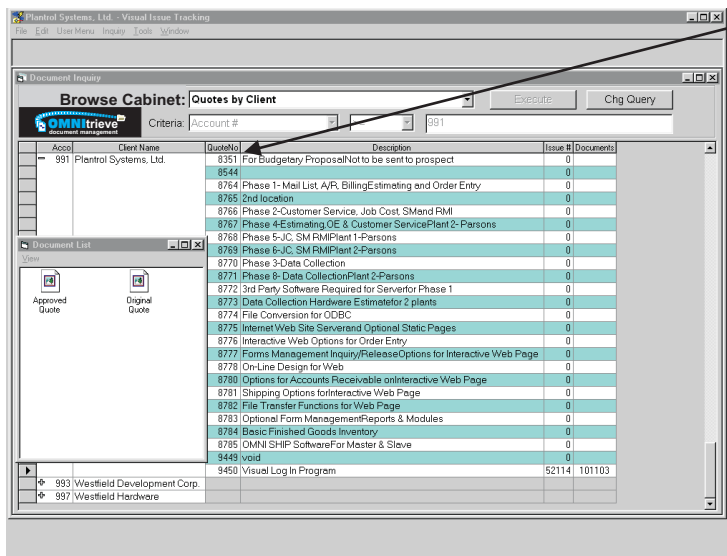 Plantrol Systems, Ltd. - Visual Issue Tracking
File Edit User Menu Inquiry Tools Window
Document Inquiry
Browse Cabinet: Quotes by Client Execute Chg Query
OMNItrieve
document management
Criteria: Account # 991
Acco Client Name QuoteNo Description Issue # Documents
991 Plantrol Systems, Ltd. 8351 For Budgetary ProposalNot to be sent to prospect 0
8544 0
8764 Phase 1- Mail List, A/R, BillingEstimating and Order Entry 0
8765 2nd location 0
8766 Phase 2-Customer Service, Job Cost, SMand RMI 0
8767 Phase 4-Estimating,OE & Customer ServicePlant 2- Parsons 0
8768 Phase 5-JC, SM RMIPlant 1-Parsons 0
8769 Phase 6-JC, SM RMIPlant 2-Parsons 0
8770 Phase 3-Data Collection 0
8771 Phase 8- Data CollectionPlant 2-Parsons 0
8772 3rd Party Software Required for Serverfor Phase 1 0
8773 Data Collection Hardware Estimatefor 2 plants 0
8774 File Conversion for ODBC 0
8775 Internet Web Site Serverand Optional Static Pages 0
8776 Interactive Web Options for Order Entry 0
8777 Forms Management Inquiry/ReleaseOptions for Interactive Web Page 0
8778 On-Line Design for Web 0
8780 Options for Accounts Receivable onInteractive Web Page 0
8781 Shipping Options forInteractive Web Page 0
8782 File Transfer Functions for Web Page 0
8783 Optional Form ManagementReports & Modules 0
8784 Basic Finished Goods Inventory 0
8785 OMNI SHIP SoftwareFor Master & Slave 0
9449 void 0
9450 Visual Log In Program 52114 101103
993 Westfield Development Corp.
997 Westfield Hardware
Document List
View
Approved Quote
Original Quote